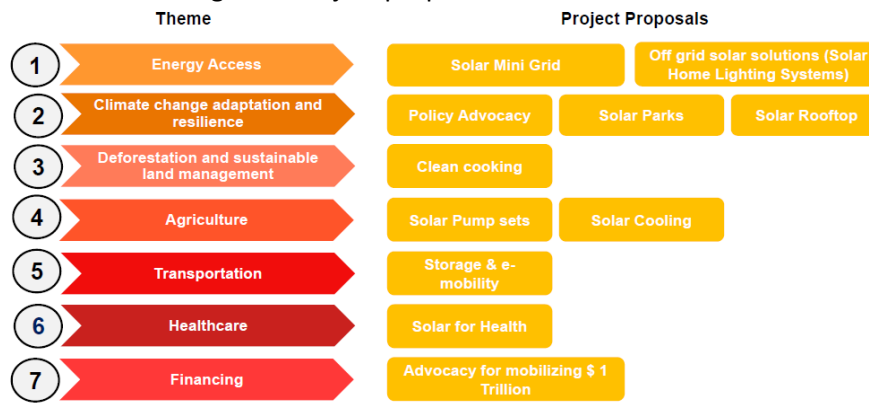 Theme
Project Proposals
1
Energy Access
Solar Mini Grid
Off grid solar solutions (Solar
Home Lighting Systems)
2
Climate change adaptation and
resilience
Policy Advocacy
Solar Parks
Solar Rooftop
3
Deforestation and sustainable
land management
Clean cooking
4
Agriculture
Solar Pump sets
Solar Cooling
5
Transportation
Storage & e-
mobility
6
Healthcare
Solar for Health
7
Financing
Advocacy for mobilizing $ 1
Trillion